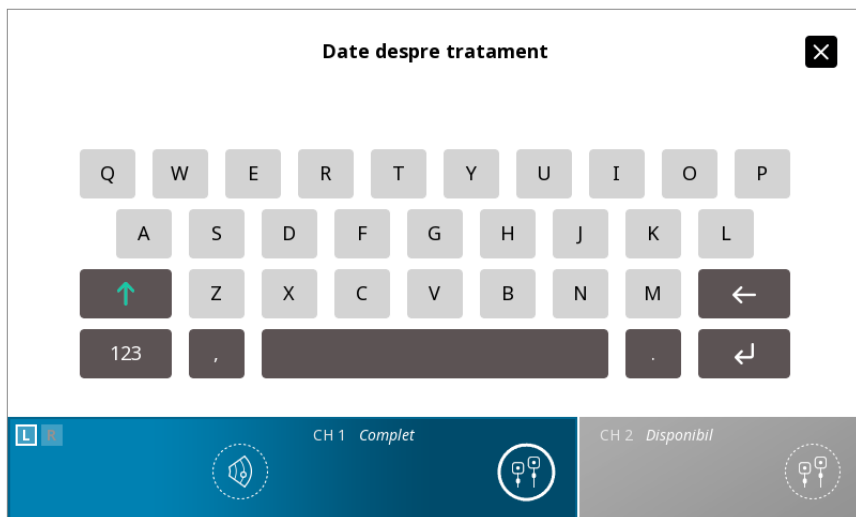 Date despre tratament
Q W E R T Y U I O P
A S D F G H J K L
Z X C V B N M
123 , .
L R CH 1 Complet CH 2 Disponibil